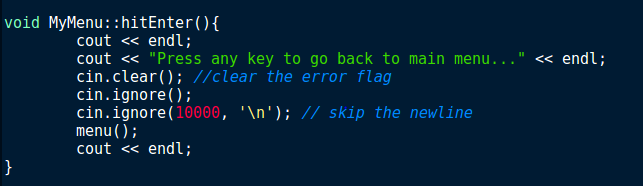 void MyMenu::hitEnter(){
        cout << endl;
        cout << "Press any key to go back to main menu..." << endl;
        cin.clear(); //clear the error flag
        cin.ignore();
        cin.ignore(10000, '\n'); // skip the newline
        menu();
        cout << endl;
}